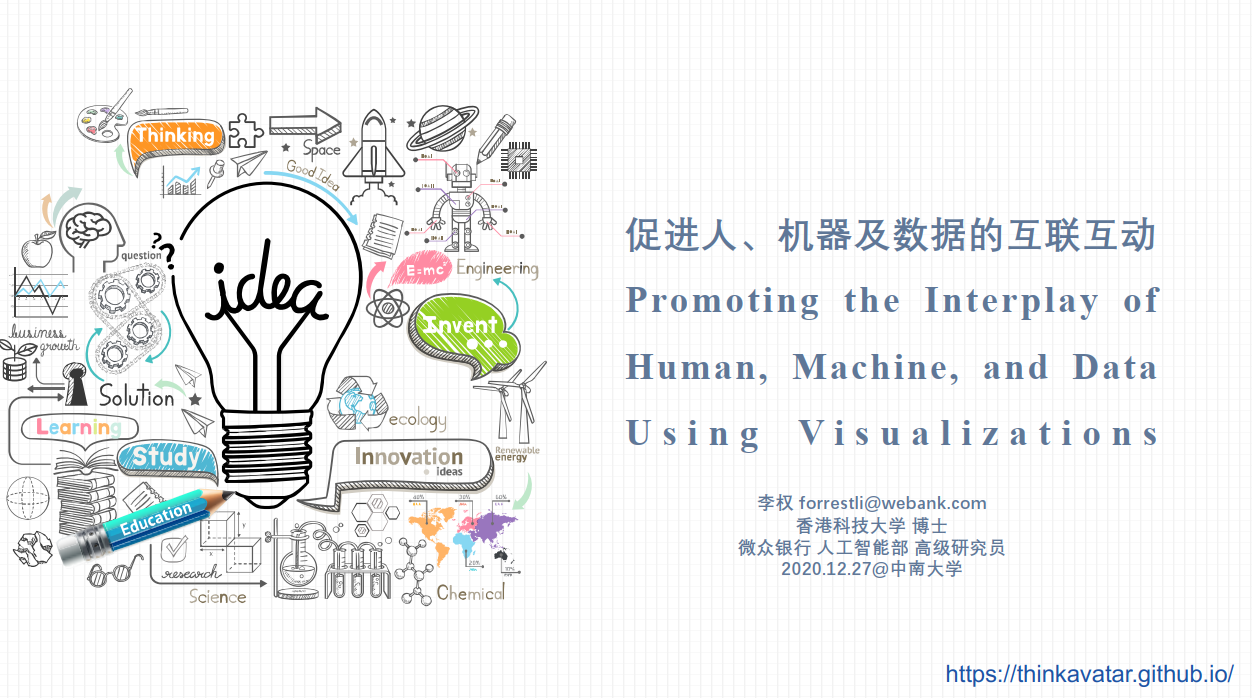 Thinking
Space
Good Idea
question
?
?
idea
E=mc²
Engineering
Invent
business
growth
Solution
Learning
Study
ecology
Innovation
ideas
Renewable
energy
Education
research
Science
Chemical
促进人、机器及数据的互联互动
Promoting the Interplay of
Human, Machine, and Data
Using Visualizations
李权 forrestli@webank.com
香港科技大学 博士
微众银行 人工智能部 高级研究员
2020.12.27@中南大学
https://thinkavatar.github.io/